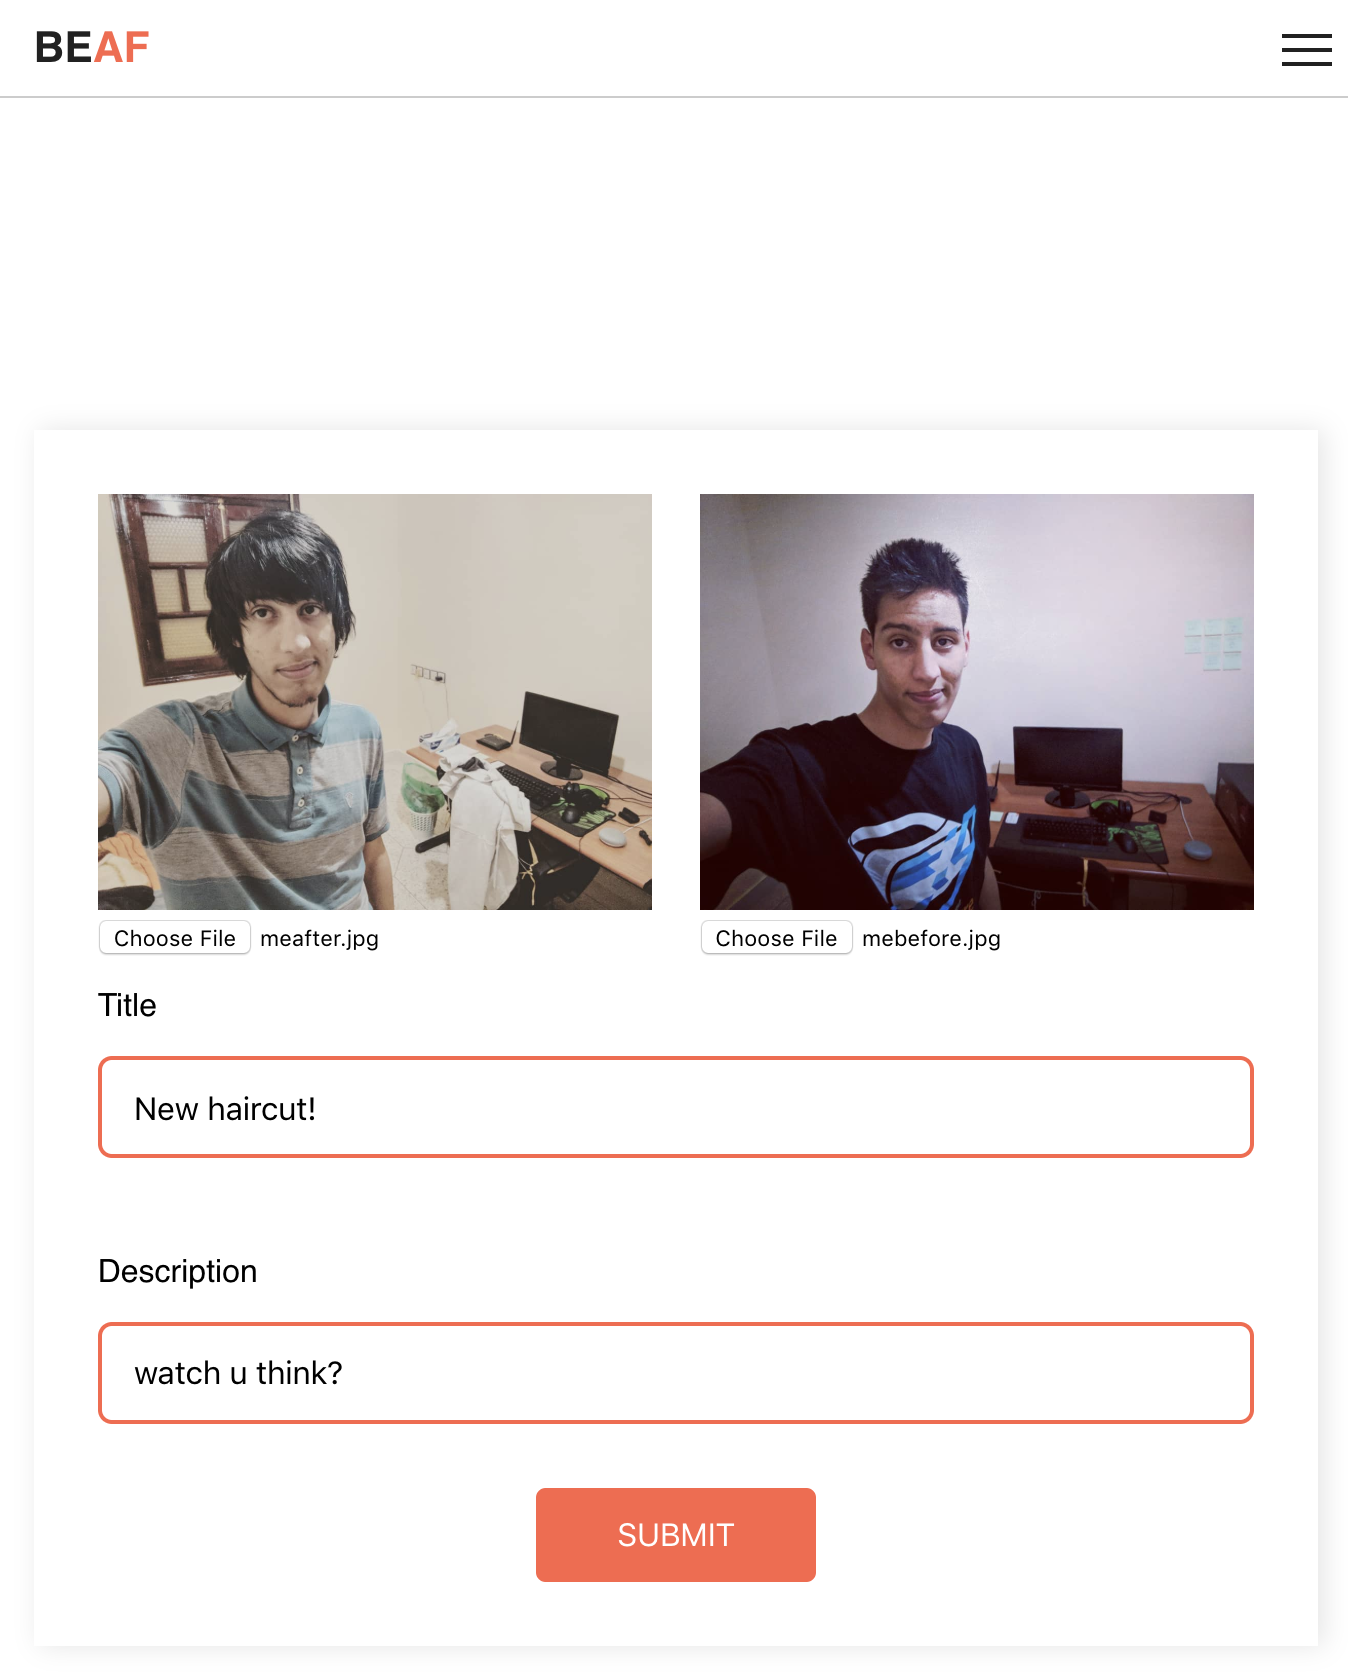 BEAF
Choose File meafter.jpg
Choose File mebefore.jpg
Title
New haircut!
Description
watch u think?
SUBMIT